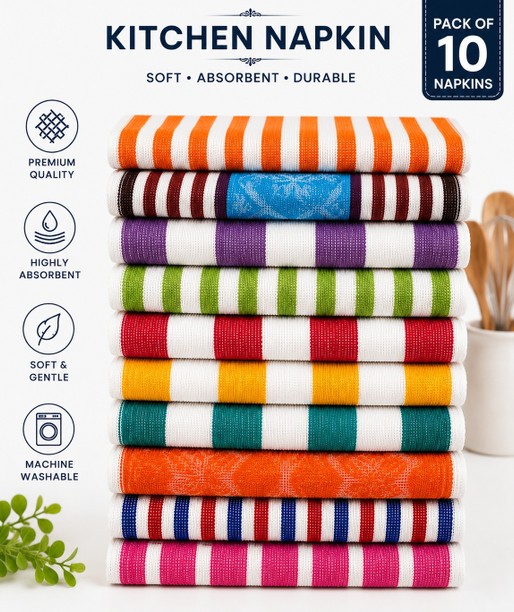 KITCHEN NAPKIN
SOFT • ABSORBENT • DURABLE
PACK OF
10
NAPKINS
PREMIUM
QUALITY
HIGHLY
ABSORBENT
SOFT &
GENTLE
MACHINE
WASHABLE